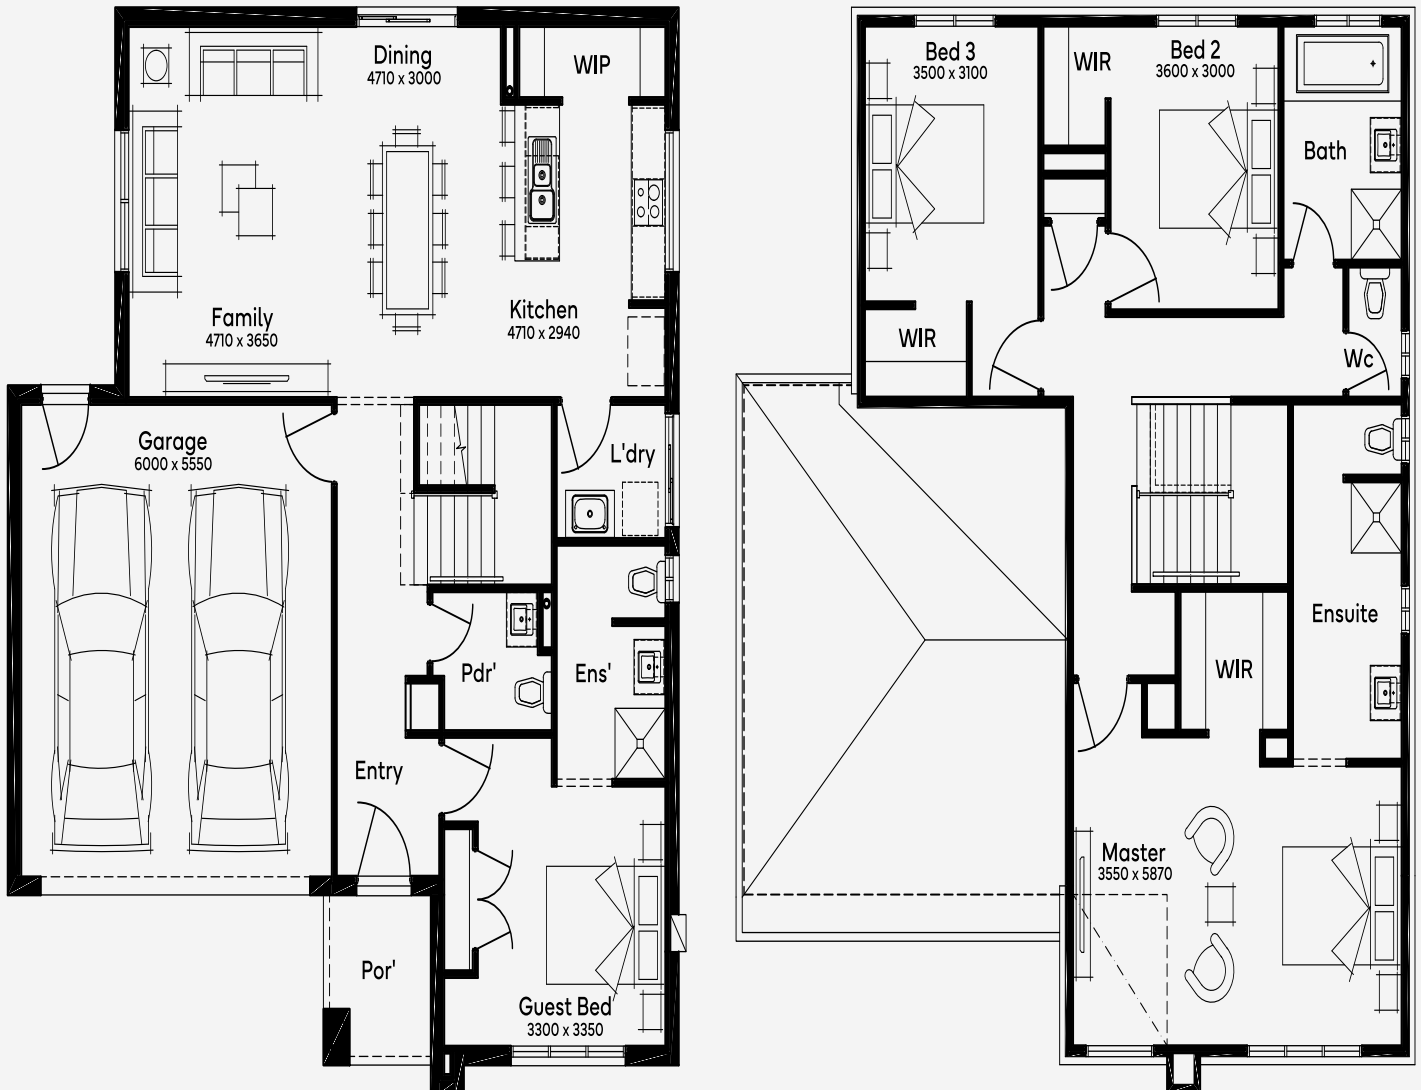 Dining
4710 x 3000
WIP
Family
4710 x 3650
Kitchen
4710 x 2940
Garage
6000 x 5550
L'dry
Pdr'
Ens'
Entry
Por'
Guest Bed
3300 x 3350
Bed 3
3500 x 3100
WIR
Bed 2
3600 x 3000
Bath
WIR
Wc
Ensuite
WIR
Master
3550 x 5870